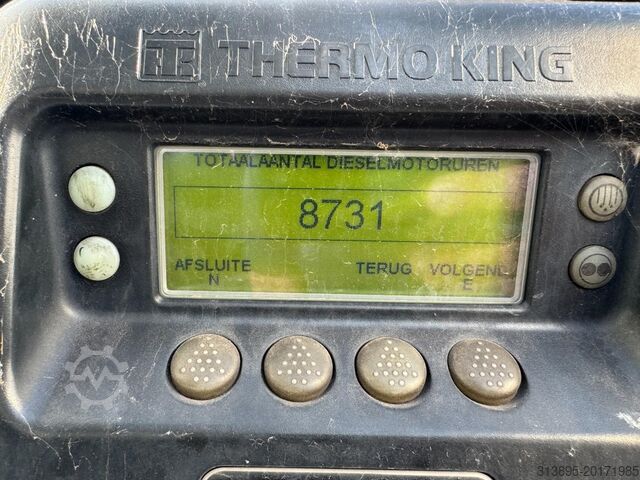 THERMO KING
TOTAALAANTAL DIESELMOTORUREN
8731
AFSLUITE
N
TERUG
VOLGEND
E
313695-20171985